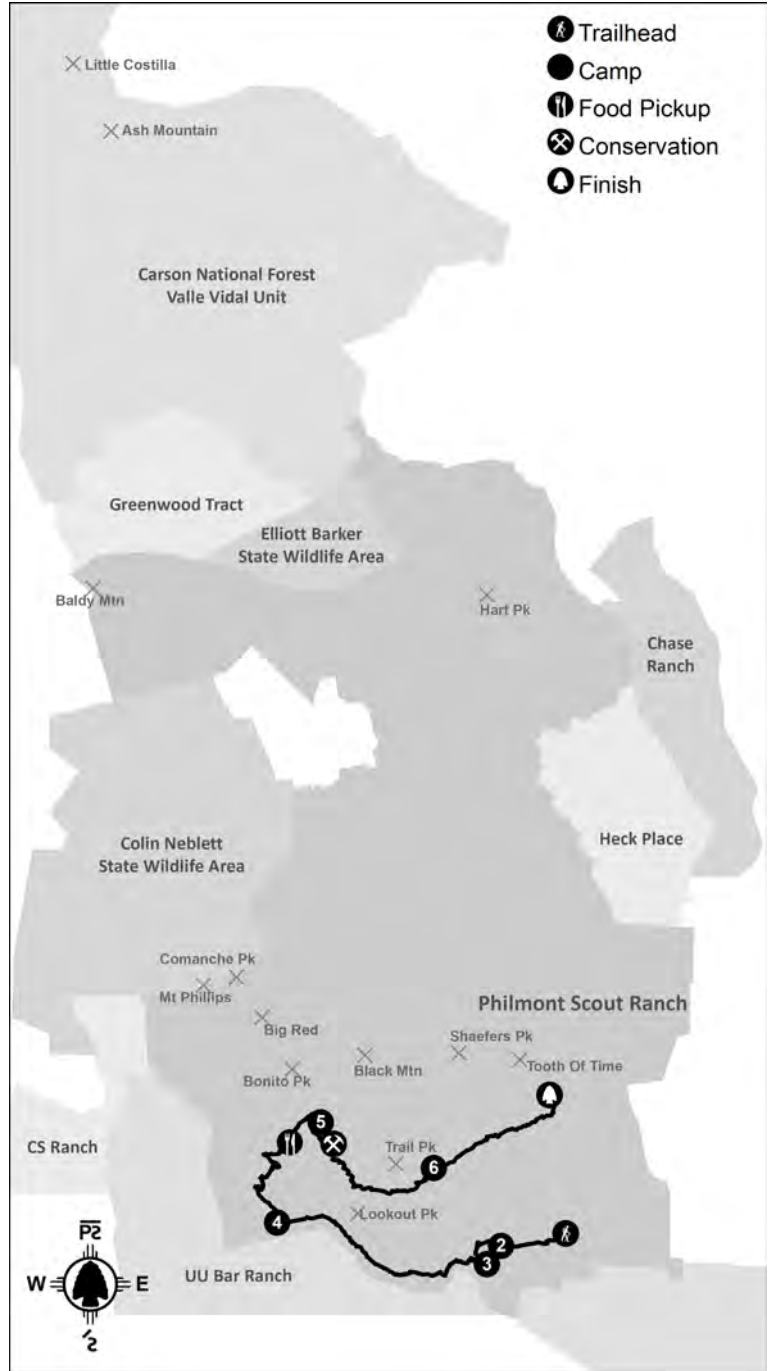 Trailhead
Camp
Food Pickup
Conservation
Finish
Little Costilla
Ash Mountain
Carson National Forest
Valle Vidal Unit
Greenwood Tract
Elliott Barker
State Wildlife Area
Baldy Mtn
Hart Pk
Chase
Ranch
Heck Place
Colin Neblett
State Wildlife Area
Comanche Pk
Mt Phillips
Philmont Scout Ranch
Big Red
Shaefers Pk
Black Mtn
Tooth Of Time
Bonito Pk
5
CS Ranch
Trail Pk
6
Lookout Pk
4
2
3
UU Bar Ranch
W
E